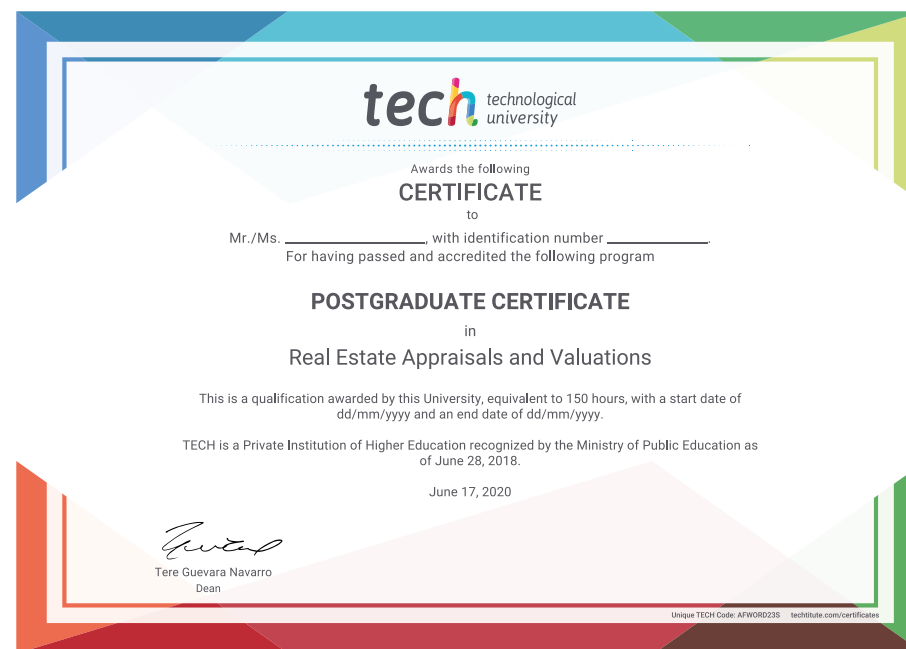 tech technological
university
Awards the following
CERTIFICATE
to
Mr./Ms. ____________________, with identification number ______________.
For having passed and accredited the following program
POSTGRADUATE CERTIFICATE
in
Real Estate Appraisals and Valuations
This is a qualification awarded by this University, equivalent to 150 hours, with a start date of
dd/mm/yyyy and an end date of dd/mm/yyyy.
TECH is a Private Institution of Higher Education recognized by the Ministry of Public Education as
of June 28, 2018.
June 17, 2020
Tere Guevara Navarro
Dean
Unique TECH Code: AFWORD23S techtitute.com/certificates